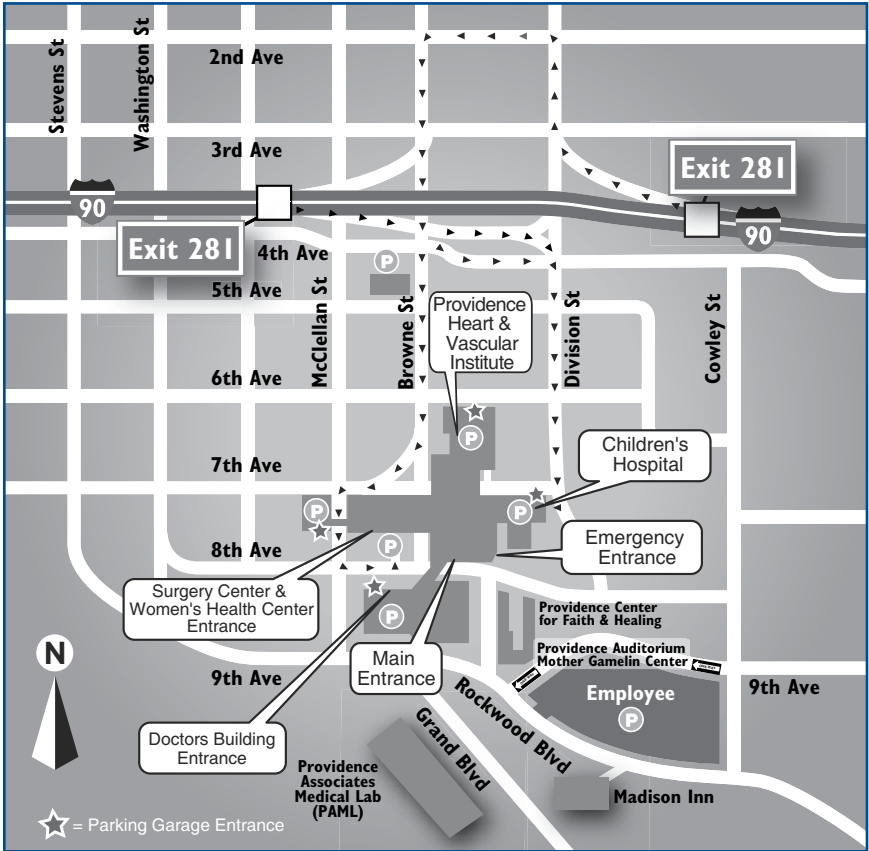 Stevens St
Washington St
2nd Ave
3rd Ave
Exit 281
90
90
Exit 281
4th Ave
P
5th Ave
McClellan St
Browne St
Providence
Heart &
Vascular
Institute
Division St
Cowley St
6th Ave
P
7th Ave
Children's
Hospital
P
P
8th Ave
P
Emergency
Entrance
Surgery Center &
Women's Health Center
Entrance
P
Providence Center
for Faith & Healing
Providence Auditorium
Mother Gamelin Center
N
Main
Entrance
9th Ave
Employee
P
9th Ave
Rockwood Blvd
Grand Blvd
Doctors Building
Entrance
Providence
Associates
Medical Lab
(PAML)
Madison Inn
= Parking Garage Entrance